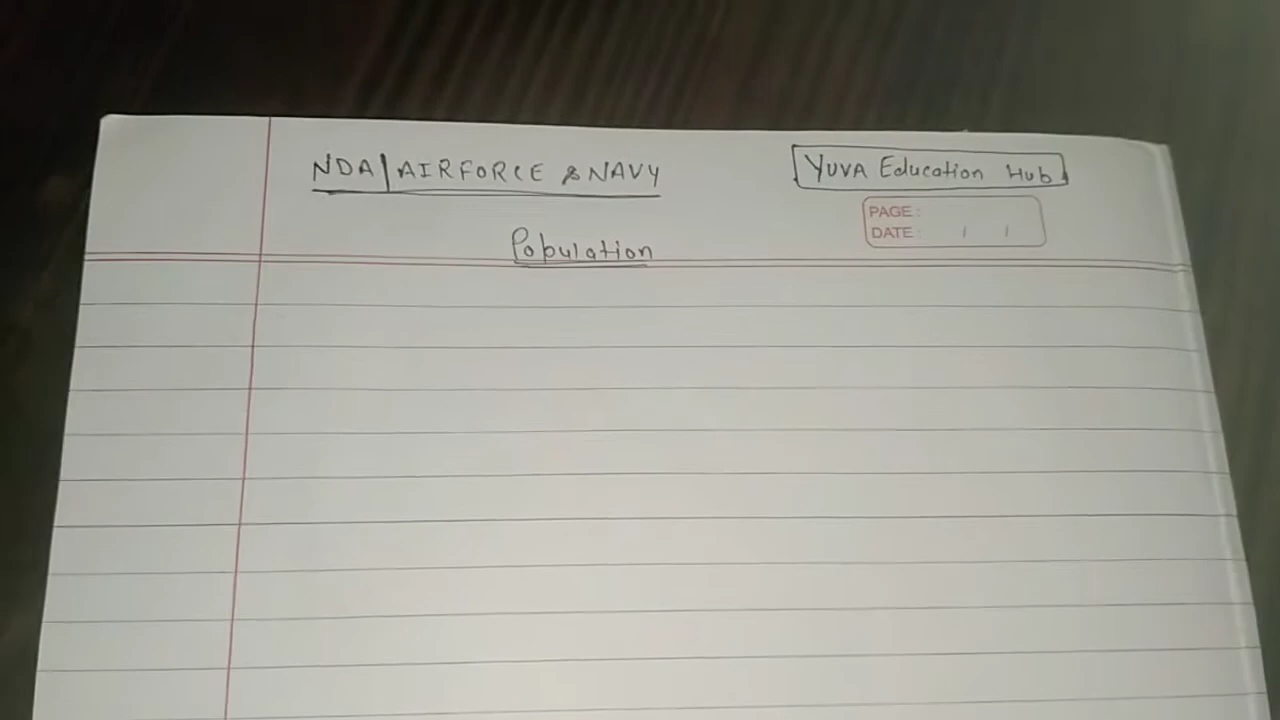 NDA|AIRFORCE & NAVY
YUVA Education Hub
PAGE :
DATE : / /
Population